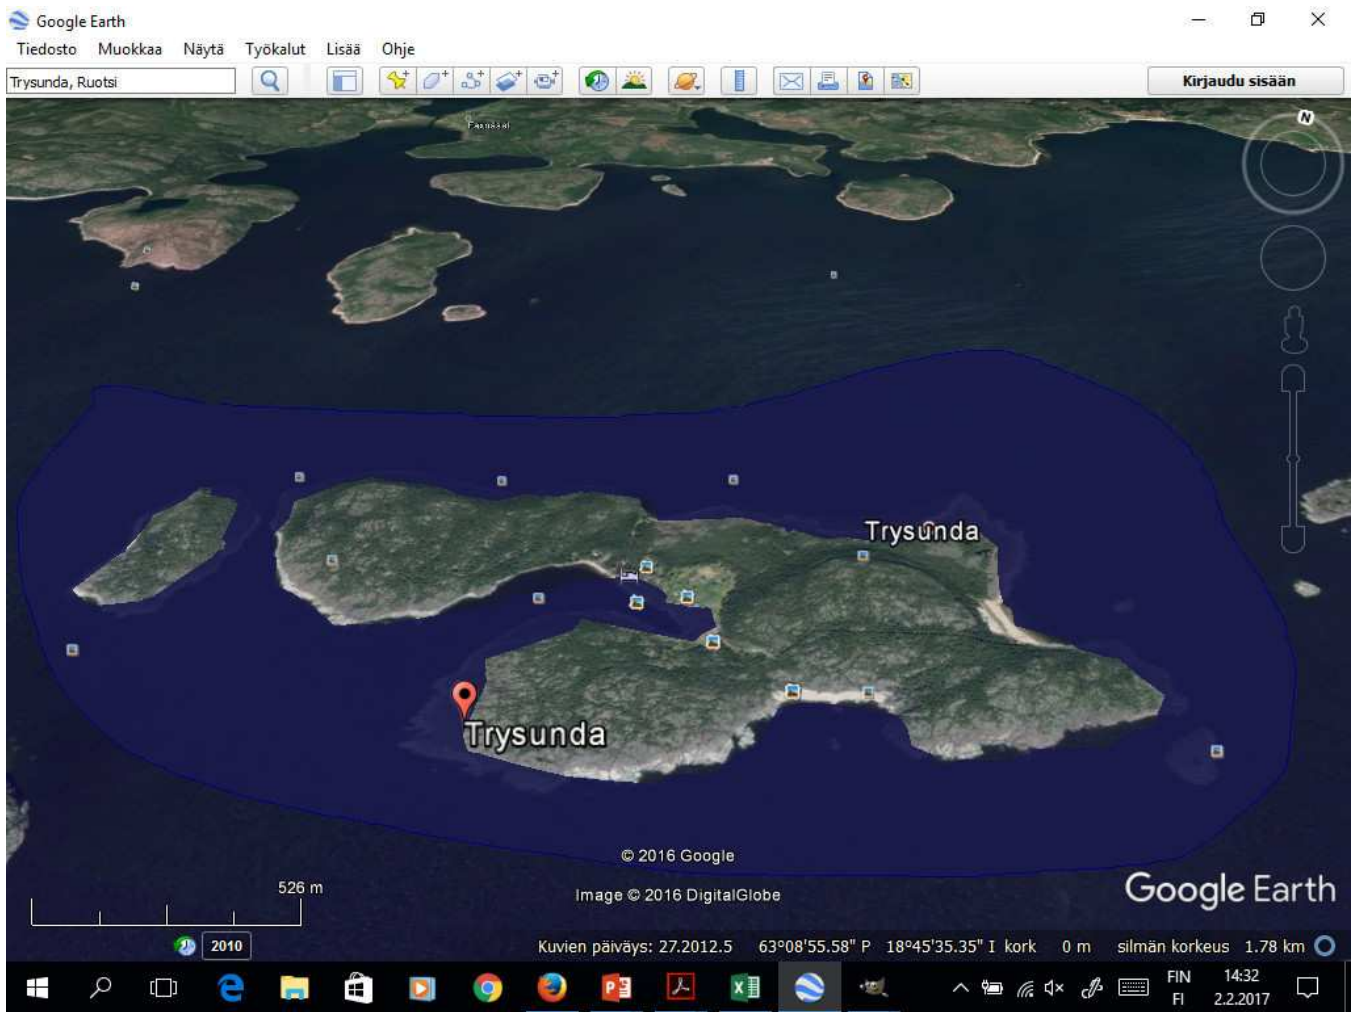 Google Earth
Tiedosto Muokkaa Näytä Työkalut Lisää Ohje
Trysunda, Ruotsi
Kirjaudu sisään
N
Trysunda
Trysunda
© 2016 Google
526 m
Image © 2016 DigitalGlobe
Google Earth
2010
Kuvien päiväys: 27.2012.5 63°08'55.58" P 18°45'35.35" I kork 0 m silmän korkeus 1.78 km
FIN
14:32
FI
2.2.2017